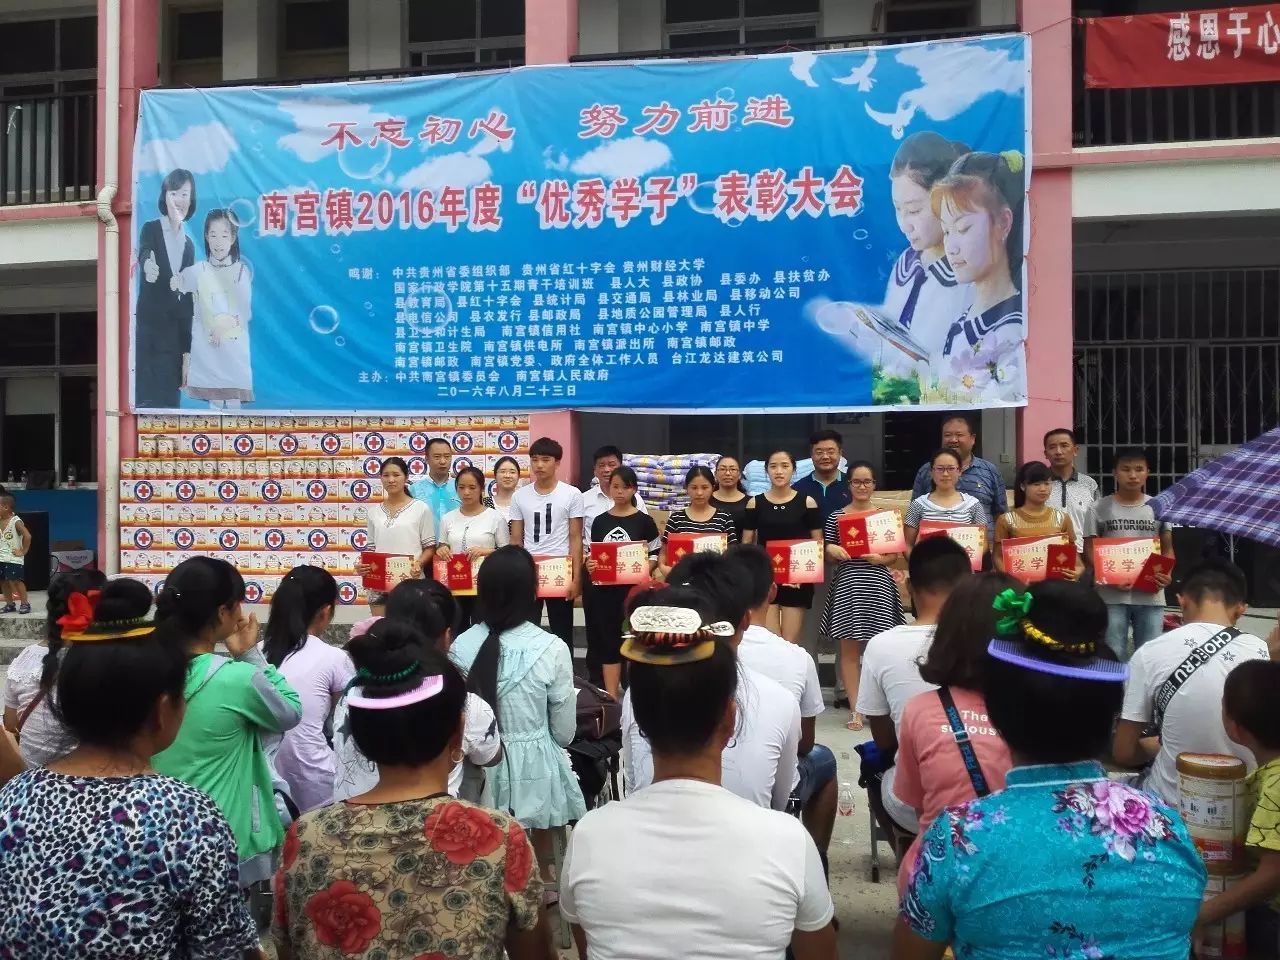 感恩于心
不忘初心 努力前进
南宫镇2016年度“优秀学子”表彰大会
鸣谢： 中共贵州省委组织部 贵州省红十字会 贵州财经大学
国家行政学院第十五期青干培训班 县人大 县政协 县委办 县扶贫办
县教育局 县红十字会 县统计局 县交通局 县林业局 县移动公司
县电信公司 县农发行 县邮政局 县地质公园管理局 县人行
县卫生和计生局 南宫镇信用社 南宫镇中心小学 南宫镇中学
南宫镇卫生院 南宫镇供电所 南宫镇派出所 南宫镇邮政
南宫镇邮政 南宫镇党委、政府全体工作人员 台江龙达建筑公司
主办：中共南宫镇委员会 南宫镇人民政府
二0一六年八月二十三日
NOTORIOUS
学金
学金
奖学金
奖学金
CHOCRU
The
serious